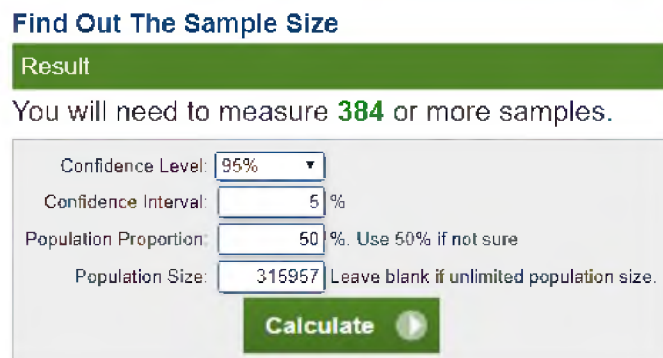 Find Out The Sample Size
Result
You will need to measure 384 or more samples.
Confidence Level: 95%
Confidence Interval: 5 %
Population Proportion: 50 %. Use 50% if not sure
Population Size: 315957 Leave blank if unlimited population size.
Calculate